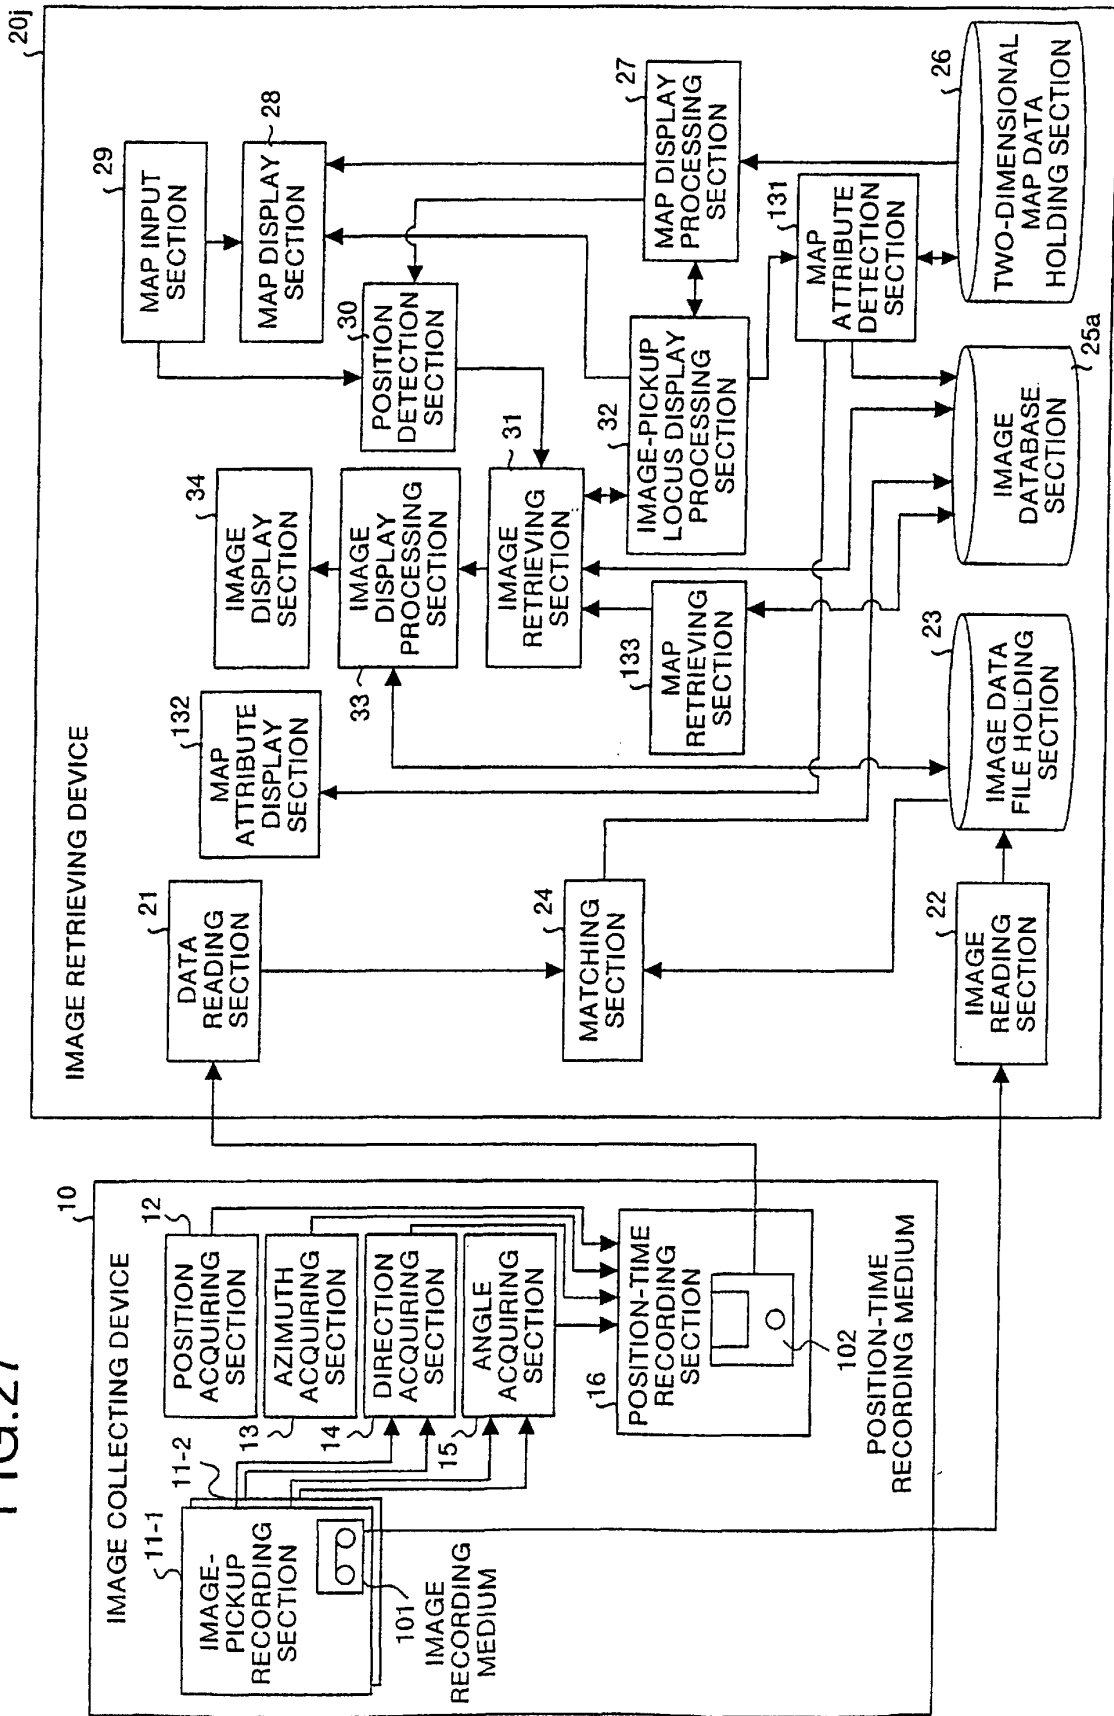 FIG.27
IMAGE COLLECTING DEVICE
10
11-1
11-2
IMAGE-
PICKUP
RECORDING
SECTION
101
IMAGE
RECORDING
MEDIUM
12
POSITION
ACQUIRING
SECTION
13
AZIMUTH
ACQUIRING
SECTION
14
DIRECTION
ACQUIRING
SECTION
15
ANGLE
ACQUIRING
SECTION
16
POSITION-TIME
RECORDING
SECTION
102
POSITION-TIME
RECORDING MEDIUM
IMAGE RETRIEVING DEVICE
20j
21
DATA
READING
SECTION
24
MATCHING
SECTION
22
IMAGE
READING
SECTION
132
MAP
ATTRIBUTE
DISPLAY
SECTION
34
IMAGE
DISPLAY
SECTION
33
IMAGE
DISPLAY
PROCESSING
SECTION
31
IMAGE
RETRIEVING
SECTION
133
MAP
RETRIEVING
SECTION
23
IMAGE DATA
FILE HOLDING
SECTION
29
MAP INPUT
SECTION
28
MAP DISPLAY
SECTION
30
POSITION
DETECTION
SECTION
32
IMAGE-PICKUP
LOCUS DISPLAY
PROCESSING
SECTION
27
MAP DISPLAY
PROCESSING
SECTION
131
MAP
ATTRIBUTE
DETECTION
SECTION
25a
IMAGE
DATABASE
SECTION
26
TWO-DIMENSIONAL
MAP DATA
HOLDING SECTION